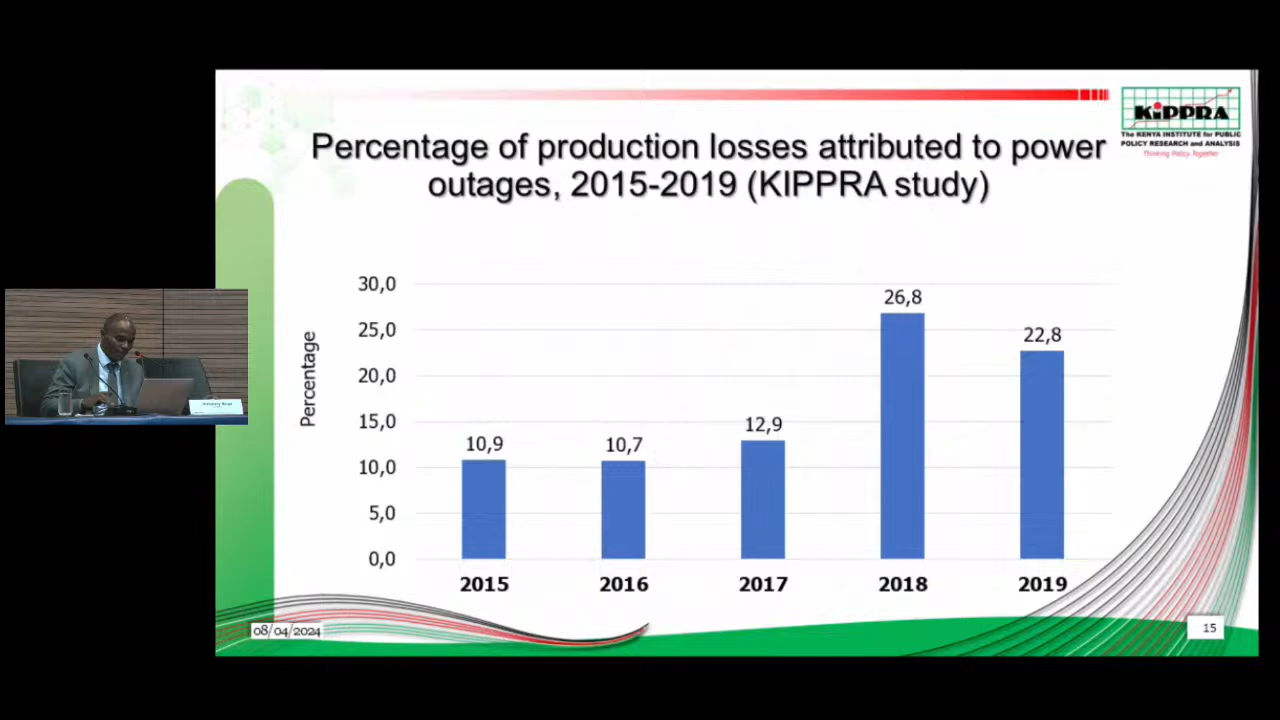 KiPPRA
The KENYA INSTITUTE for PUBLIC
POLICY RESEARCH and ANALYSIS
Thinking Policy Together
Percentage of production losses attributed to power
outages, 2015-2019 (KIPPRA study)
Percentage
30,0
25,0
20,0
15,0
10,0
5,0
0,0
10,9
10,7
12,9
26,8
22,8
2015
2016
2017
2018
2019
08/04/2024
15